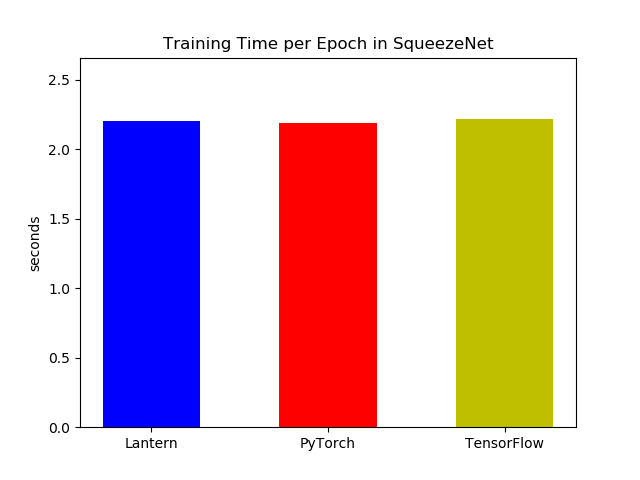 Training Time per Epoch in SqueezeNet
2.5
2.0
1.5
1.0
0.5
0.0
seconds
Lantern PyTorch TensorFlow